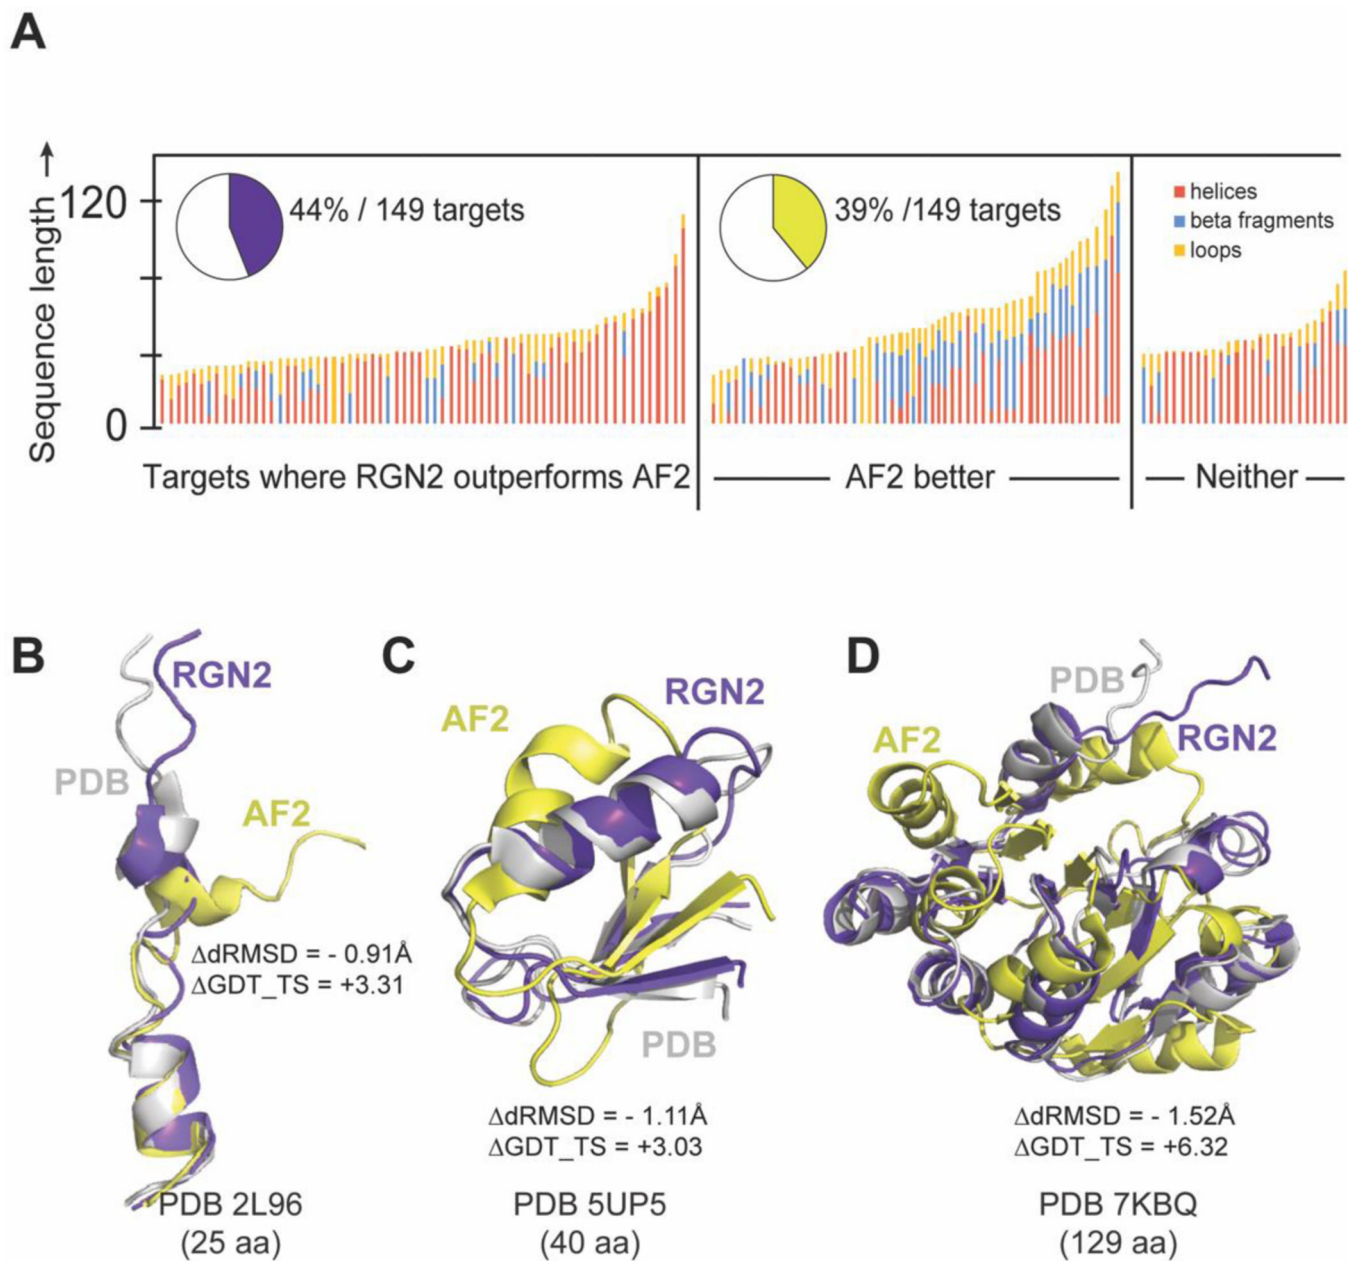 A
Sequence length →
120
0
44% / 149 targets
39% /149 targets
helices
beta fragments
loops
Targets where RGN2 outperforms AF2
AF2 better
Neither
B
RGN2
PDB
AF2
ΔdRMSD = - 0.91Å
ΔGDT_TS = +3.31
PDB 2L96
(25 aa)
C
AF2
RGN2
PDB
ΔdRMSD = - 1.11Å
ΔGDT_TS = +3.03
PDB 5UP5
(40 aa)
D
PDB
AF2
RGN2
ΔdRMSD = - 1.52Å
ΔGDT_TS = +6.32
PDB 7KBQ
(129 aa)